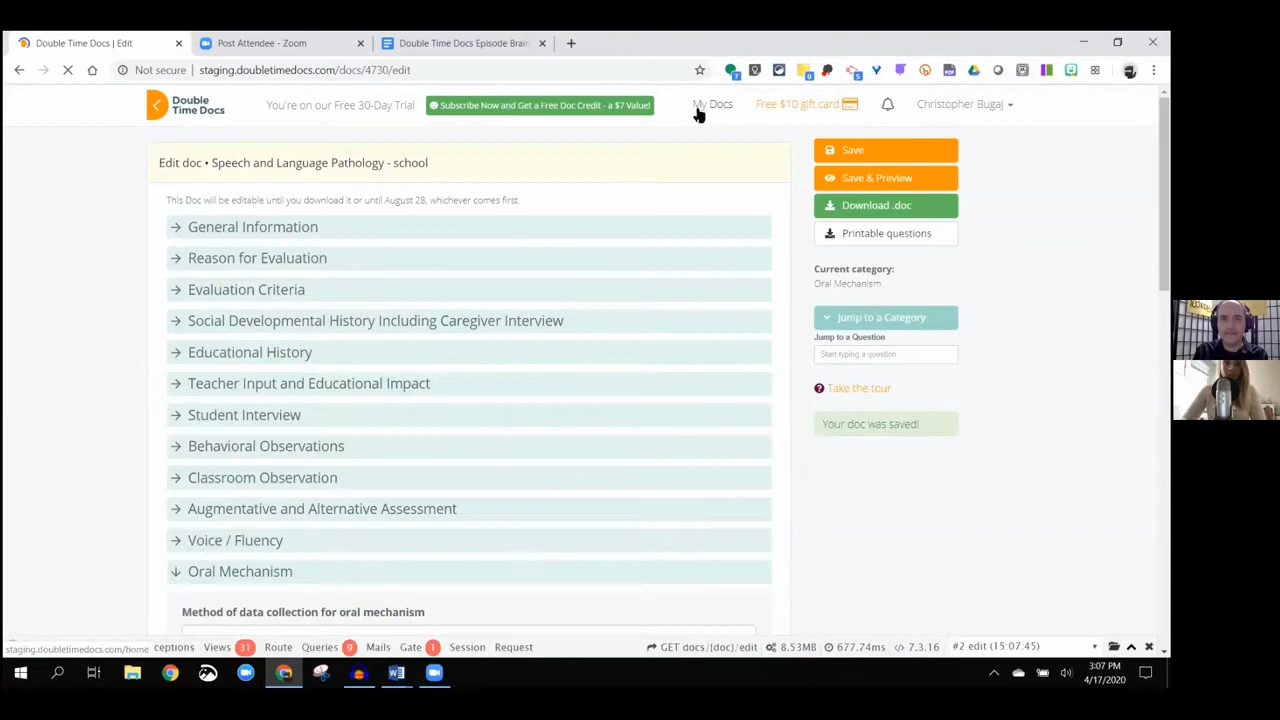 Double Time Docs | Edit
Post Attendee - Zoom
Double Time Docs Episode Brain
Not secure | staging.doubletimedocs.com/docs/4730/edit
Double Time Docs
You're on our Free 30-Day Trial
Subscribe Now and Get a Free Doc Credit - a $7 Value!
My Docs
Free $10 gift card
Christopher Bugaj
Edit doc • Speech and Language Pathology - school
This Doc will be editable until you download it or until August 28, whichever comes first.
General Information
Reason for Evaluation
Evaluation Criteria
Social Developmental History Including Caregiver Interview
Educational History
Teacher Input and Educational Impact
Student Interview
Behavioral Observations
Classroom Observation
Augmentative and Alternative Assessment
Voice / Fluency
Oral Mechanism
Method of data collection for oral mechanism
Save
Save & Preview
Download .doc
Printable questions
Current category:
Oral Mechanism
Jump to a Category
Jump to a Question
Start typing a question
Take the tour
Your doc was saved!
staging.doubletimedocs.com/home
ceptions Views 31 Route Queries 9 Mails Gate 1 Session Request GET docs/{doc}/edit 8.53MB 677.74ms 7.3.16 #2 edit (15:07:45)
3:07 PM
4/17/2020